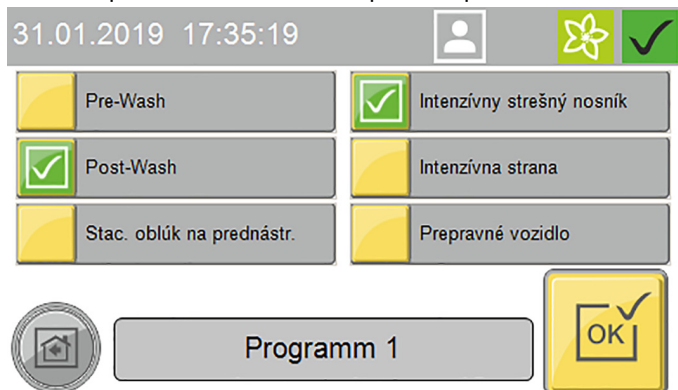 31.01.2019 17:35:19
Pre-Wash
Intenzívny strešný nosník
Post-Wash
Intenzívna strana
Stac. oblúk na prednástr.
Prepravné vozidlo
Programm 1
OK